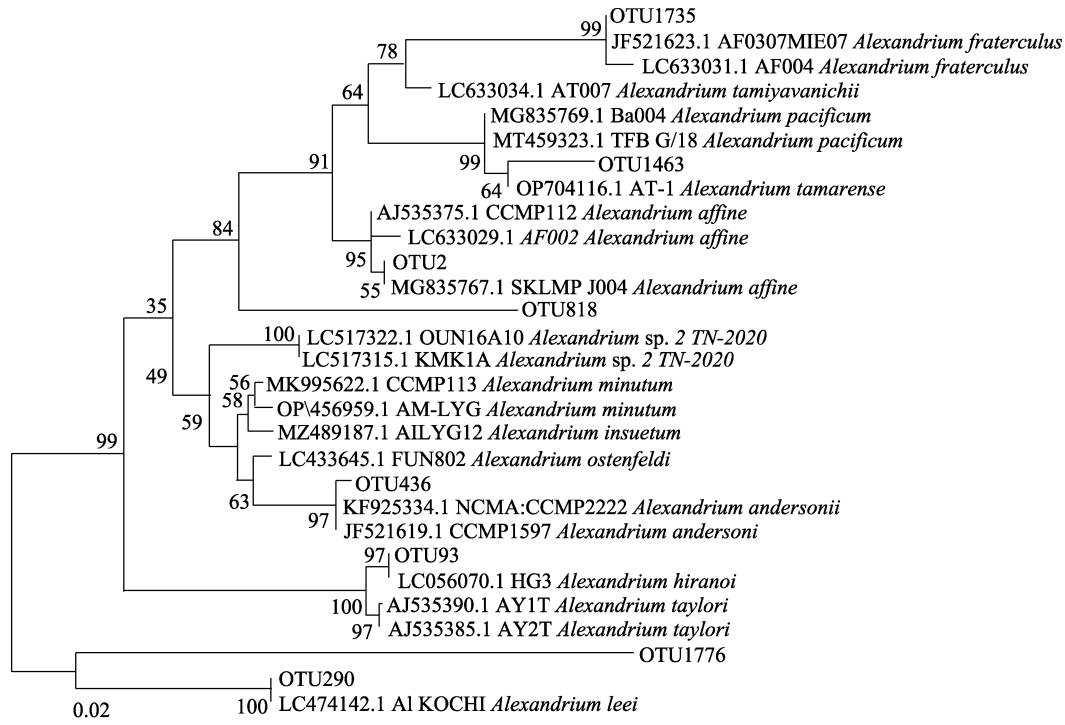 OTU1735
99
JF521623.1 AF0307MIE07 Alexandrium fraterculus
78
LC633031.1 AF004 Alexandrium fraterculus
64
LC633034.1 AT007 Alexandrium tamiyavanichii
MG835769.1 Ba004 Alexandrium pacificum
MT459323.1 TFB G/18 Alexandrium pacificum
91
99
OTU1463
64
OP704116.1 AT-1 Alexandrium tamarense
AJ535375.1 CCMP112 Alexandrium affine
84
LC633029.1 AF002 Alexandrium affine
95
OTU2
55
MG835767.1 SKLMP J004 Alexandrium affine
35
OTU818
100
LC517322.1 OUN16A10 Alexandrium sp. 2 TN-2020
LC517315.1 KMK1A Alexandrium sp. 2 TN-2020
49
56
MK995622.1 CCMP113 Alexandrium minutum
58
OP\456959.1 AM-LYG Alexandrium minutum
59
MZ489187.1 AILYG12 Alexandrium insuetum
99
LC433645.1 FUN802 Alexandrium ostenfeldi
OTU436
63
KF925334.1 NCMA:CCMP2222 Alexandrium andersonii
97
JF521619.1 CCMP1597 Alexandrium andersoni
97
OTU93
LC056070.1 HG3 Alexandrium hiranoi
100
AJ535390.1 AY1T Alexandrium taylori
97
AJ535385.1 AY2T Alexandrium taylori
OTU1776
OTU290
100
LC474142.1 Al KOCHI Alexandrium leei
0.02